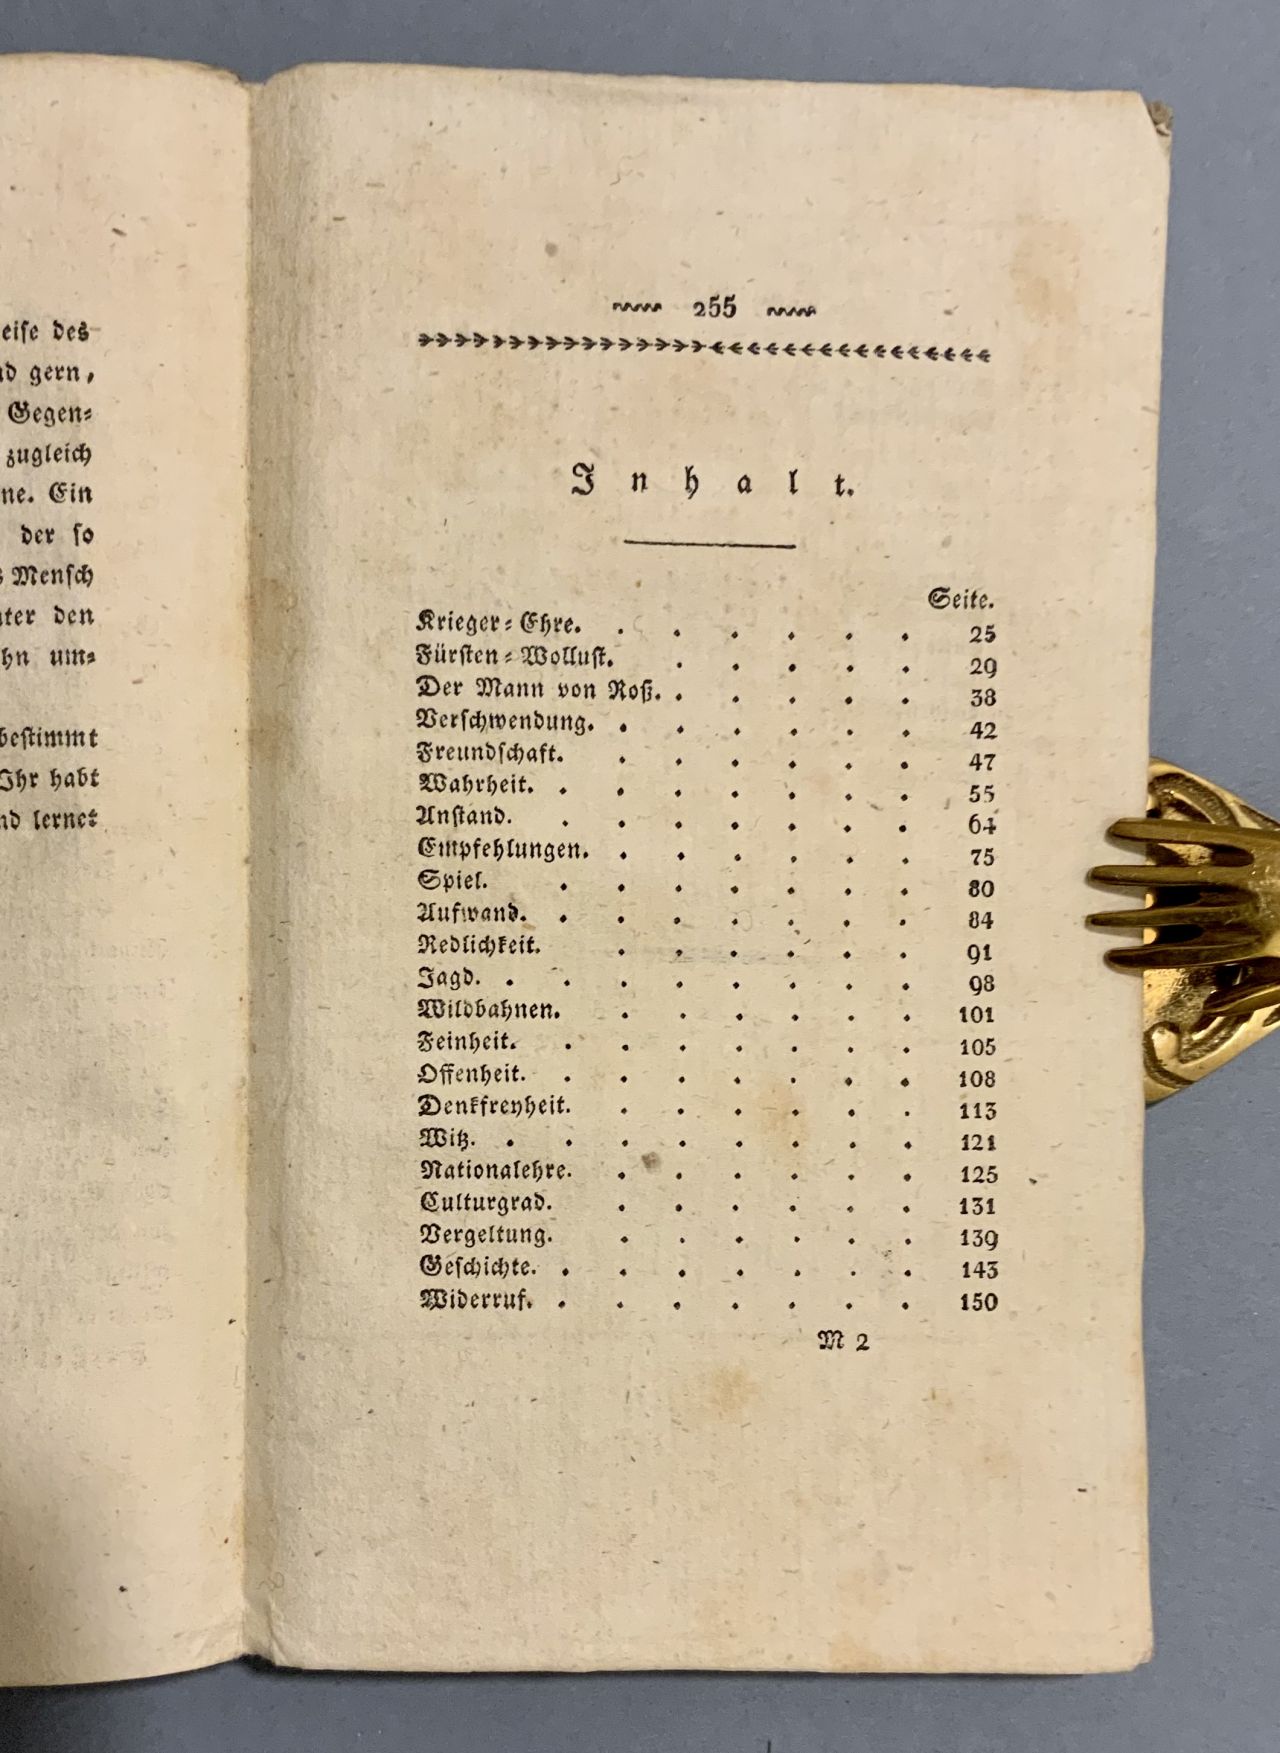 eise des
gern,
Gegen⸗
zugleich
Ein
der so
Mensch
den
um⸗
bestimmt
Ihr habt
lernet
255
Inhalt.
Seite.
Krieger⸗Ehre. . . . . . . 25
Fürsten⸗Wollust. . . . . . 29
Der Mann von Roß. . . . . . 38
Verschwendung. . . . . . . 42
Freundschaft. . . . . . . 47
Wahrheit. . . . . . . . 55
Anstand. . . . . . . . 64
Empfehlungen. . . . . . . 75
Spiel. . . . . . . . 80
Aufwand. . . . . . . . 84
Redlichkeit. . . . . . . 91
Jagd. . . . . . . . . 98
Wildbahnen. . . . . . . 101
Feinheit. . . . . . . . 105
Offenheit. . . . . . . . 108
Denkfreyheit. . . . . . . 113
Witz. . . . . . . . . 121
Nationalehre. . . . . . . 125
Culturgrad. . . . . . . 131
Vergeltung. . . . . . . 139
Geschichte. . . . . . . . 143
Widerruf. . . . . . . . 150
M 2